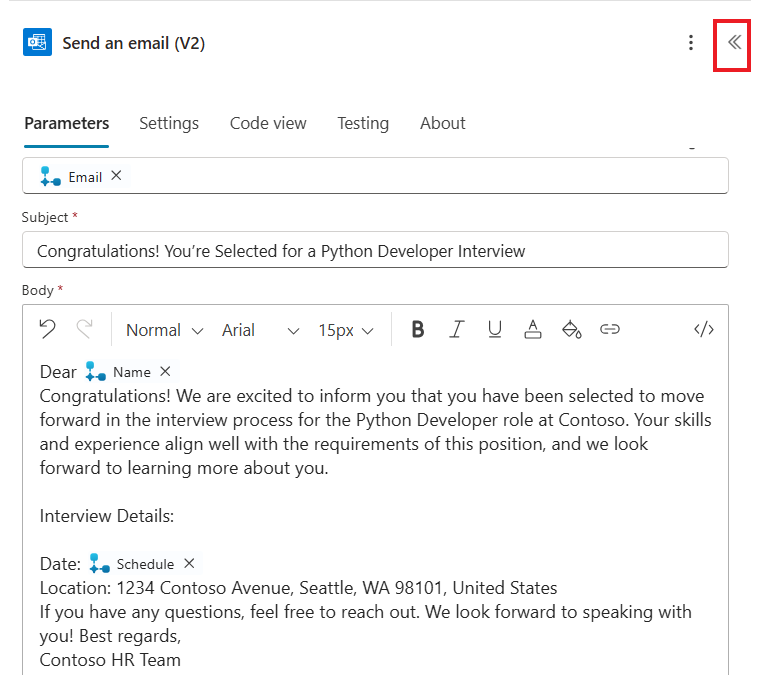 Send an email (V2)
Parameters Settings Code view Testing About
Email
Subject *
Congratulations! You’re Selected for a Python Developer Interview
Body *
Normal Arial 15px B I U A </>
Dear Name
Congratulations! We are excited to inform you that you have been selected to move
forward in the interview process for the Python Developer role at Contoso. Your skills
and experience align well with the requirements of this position, and we look
forward to learning more about you.
Interview Details:
Date: Schedule
Location: 1234 Contoso Avenue, Seattle, WA 98101, United States
If you have any questions, feel free to reach out. We look forward to speaking with
you! Best regards,
Contoso HR Team